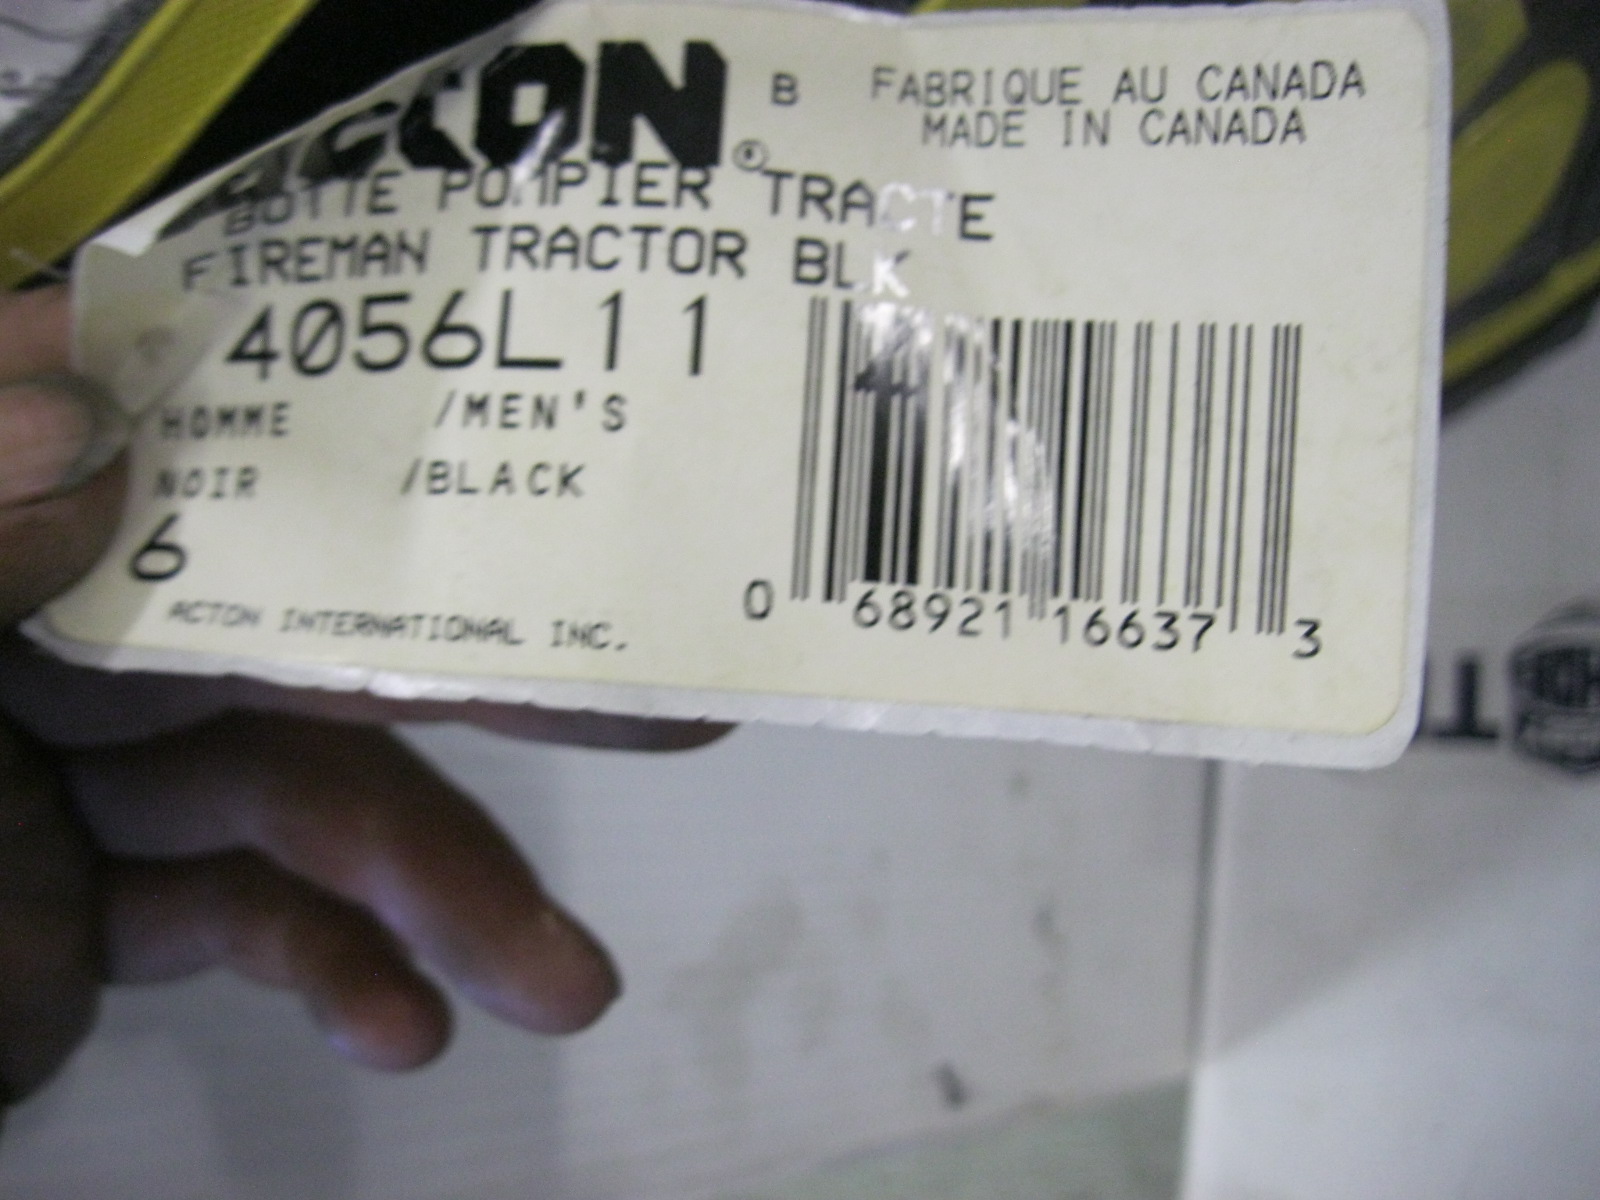 ACTON ® B FABRIQUE AU CANADA
MADE IN CANADA
BOTTE POMPIER TRACTE
FIREMAN TRACTOR BLK
4056L11
HOMME /MEN'S
NOIR /BLACK
6
ACTON INTERNATIONAL INC.
0 68921 16637 3